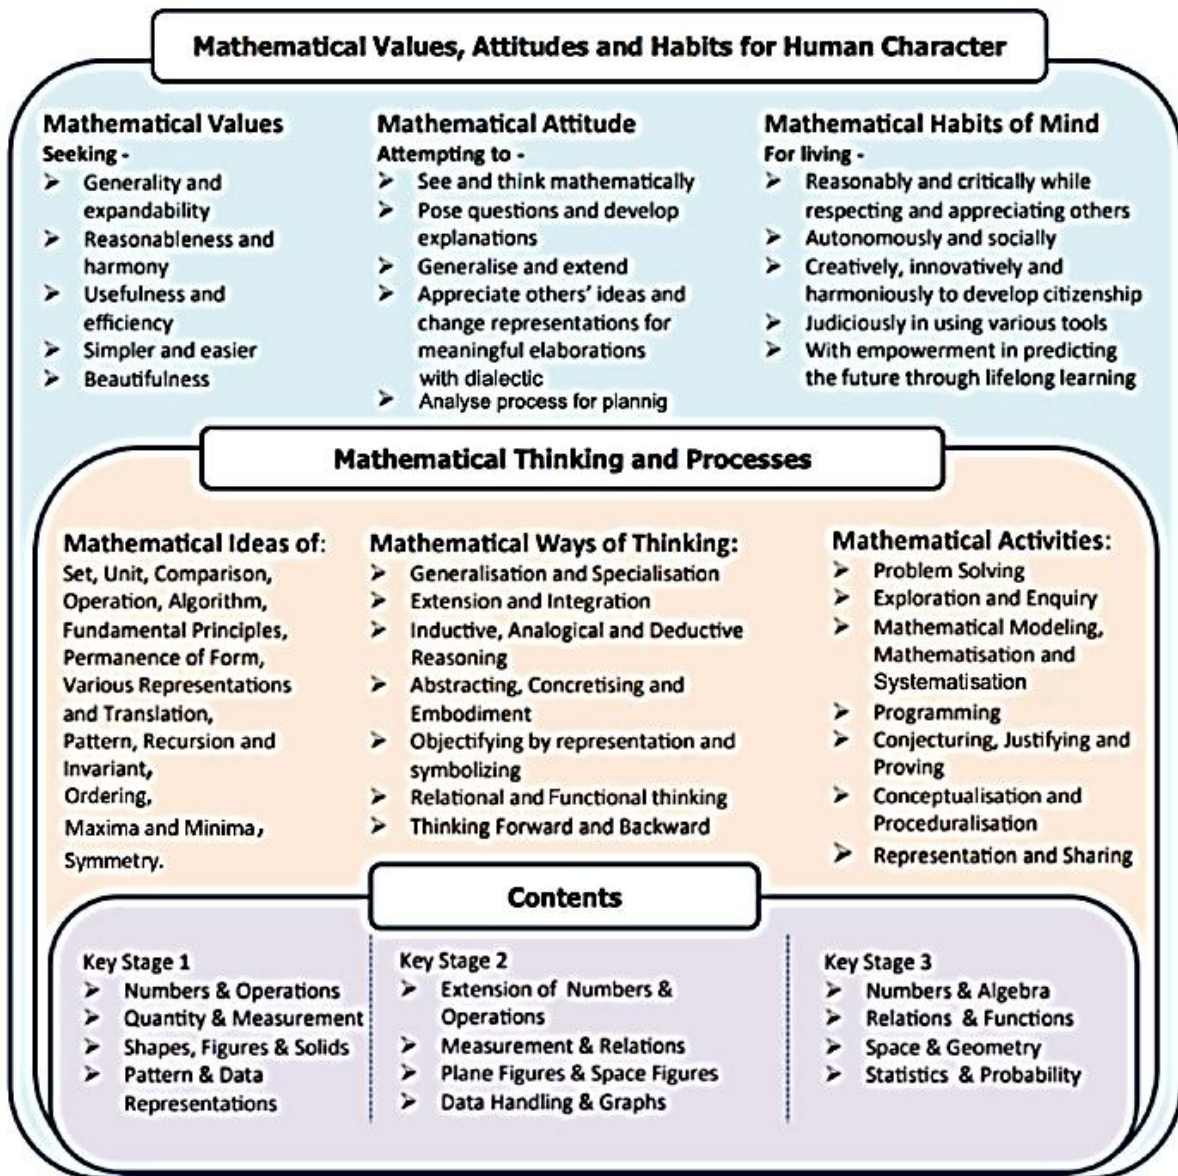 Mathematical Values, Attitudes and Habits for Human Character
Mathematical Values
Seeking -
➢ Generality and
expandability
➢ Reasonableness and
harmony
➢ Usefulness and
efficiency
➢ Simpler and easier
➢ Beautifulness
Mathematical Attitude
Attempting to -
➢ See and think mathematically
➢ Pose questions and develop
explanations
➢ Generalise and extend
➢ Appreciate others' ideas and
change representations for
meaningful elaborations
with dialectic
➢ Analyse process for plannig
Mathematical Habits of Mind
For living -
➢ Reasonably and critically while
respecting and appreciating others
➢ Autonomously and socially
➢ Creatively, innovatively and
harmoniously to develop citizenship
➢ Judiciously in using various tools
➢ With empowerment in predicting
the future through lifelong learning
Mathematical Thinking and Processes
Mathematical Ideas of:
Set, Unit, Comparison,
Operation, Algorithm,
Fundamental Principles,
Permanence of Form,
Various Representations
and Translation,
Pattern, Recursion and
Invariant,
Ordering,
Maxima and Minima,
Symmetry.
Mathematical Ways of Thinking:
➢ Generalisation and Specialisation
➢ Extension and Integration
➢ Inductive, Analogical and Deductive
Reasoning
➢ Abstracting, Concretising and
Embodiment
➢ Objectifying by representation and
symbolizing
➢ Relational and Functional thinking
➢ Thinking Forward and Backward
Mathematical Activities:
➢ Problem Solving
➢ Exploration and Enquiry
➢ Mathematical Modeling,
Mathematisation and
Systematisation
➢ Programming
➢ Conjecturing, Justifying and
Proving
➢ Conceptualisation and
Proceduralisation
➢ Representation and Sharing
Contents
Key Stage 1
➢ Numbers & Operations
➢ Quantity & Measurement
➢ Shapes, Figures & Solids
➢ Pattern & Data
Representations
Key Stage 2
➢ Extension of Numbers &
Operations
➢ Measurement & Relations
➢ Plane Figures & Space Figures
➢ Data Handling & Graphs
Key Stage 3
➢ Numbers & Algebra
➢ Relations & Functions
➢ Space & Geometry
➢ Statistics & Probability